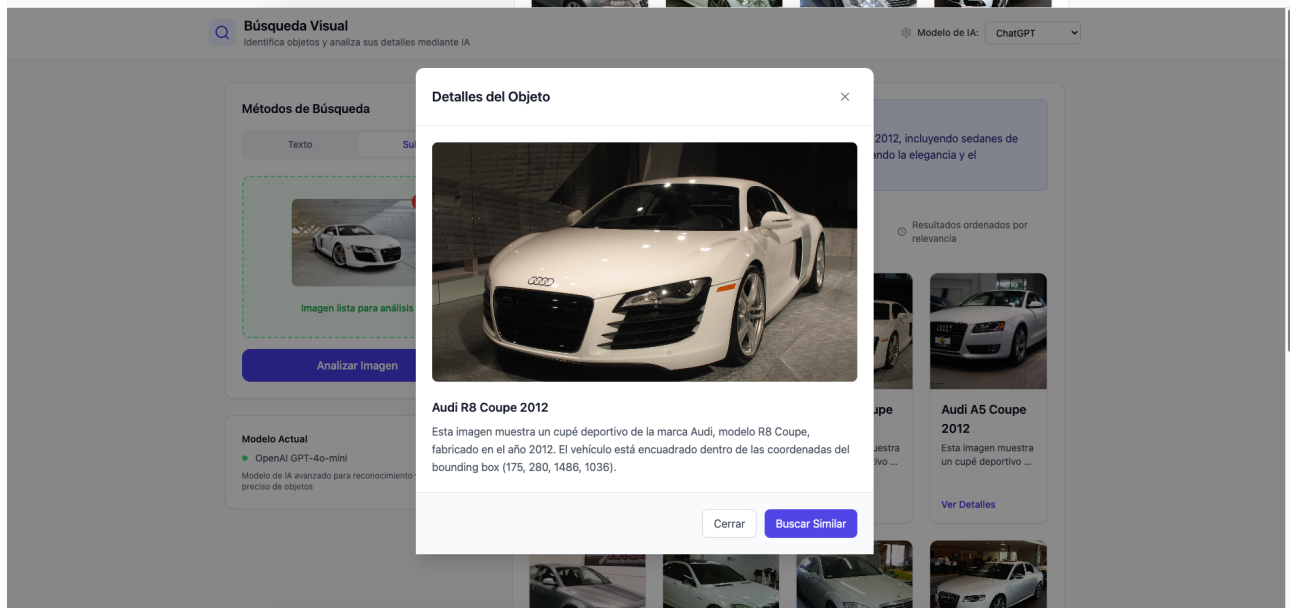 Búsqueda Visual
Identifica objetos y analiza sus detalles mediante IA
Modelo de IA:
ChatGPT
Métodos de Búsqueda
Texto
Imagen lista para análisis
Analizar Imagen
Modelo Actual
OpenAI GPT-4o-mini
Modelo de IA avanzado para reconocimiento
preciso de objetos
Detalles del Objeto
Audi R8 Coupe 2012
Esta imagen muestra un cupé deportivo de la marca Audi, modelo R8 Coupe,
fabricado en el año 2012. El vehículo está encuadrado dentro de las coordenadas del
bounding box (175, 280, 1486, 1036).
Cerrar
Buscar Similar
2012, incluyendo sedanes de
la elegancia y el
Resultados ordenados por
relevancia
Audi A5 Coupe
2012
Esta imagen muestra
un cupé deportivo ...
Ver Detalles